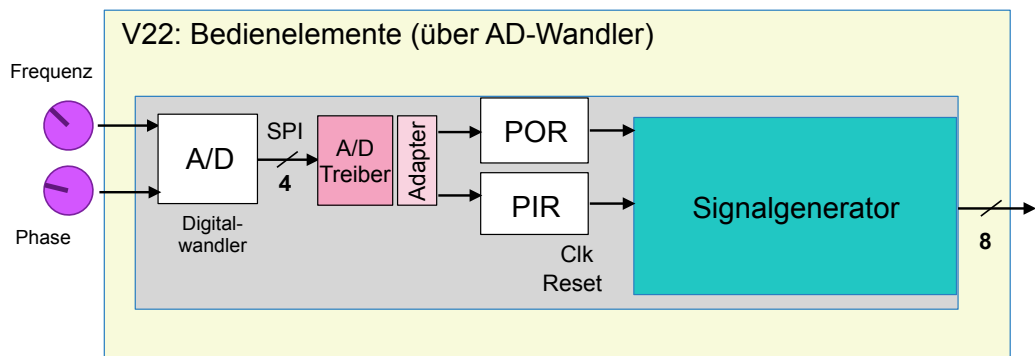 V22: Bedienelemente (über AD-Wandler)
Frequenz
Phase
A/D
Digital-
wandler
SPI
4
A/D
Treiber
Adapter
POR
PIR
Clk
Reset
Signalgenerator
8